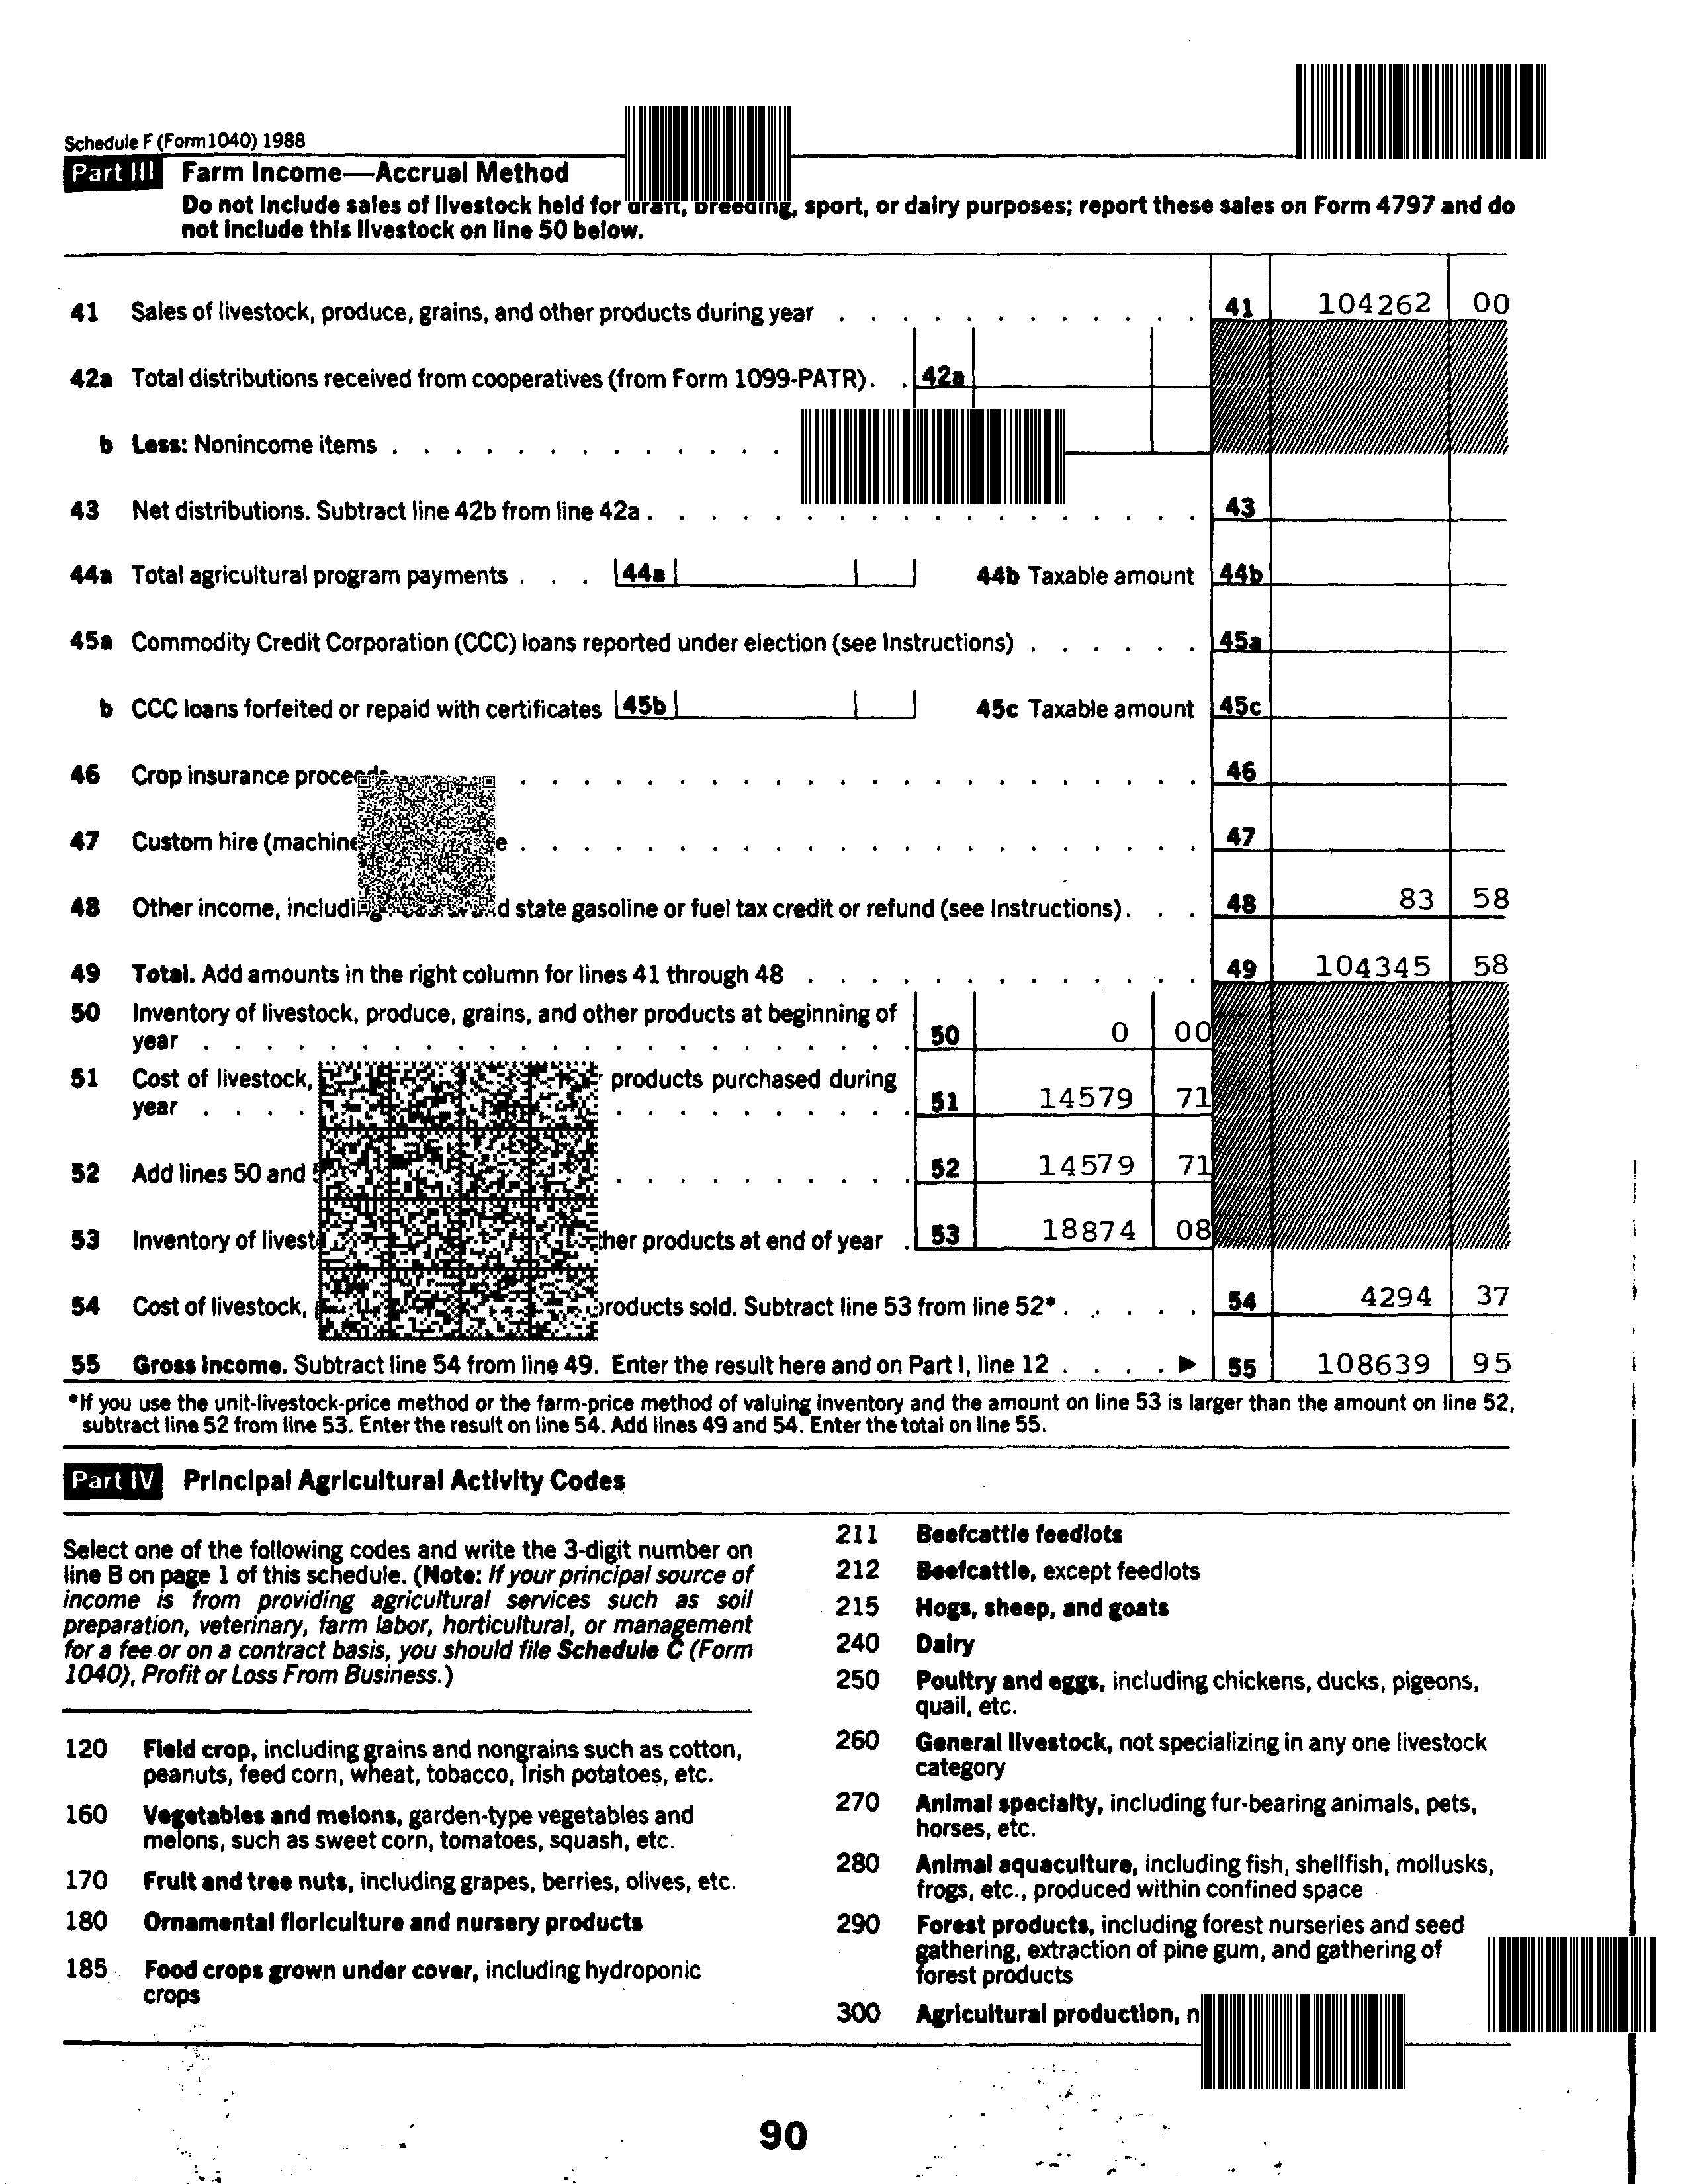 Schedule F (Form 1040) 1988
Part III Farm Income—Accrual Method
Do not include sales of livestock held for draft, breeding, sport, or dairy purposes; report these sales on Form 4797 and do
not include this livestock on line 50 below.
41 Sales of livestock, produce, grains, and other products during year . . . . . . . . . . . . 41 104262 00
42a Total distributions received from cooperatives (from Form 1099-PATR). . 42a
b Less: Nonincome items . . . . . . . . . . . . .
43 Net distributions. Subtract line 42b from line 42a . . . . . . . . . . . . . . . . . . 43
44a Total agricultural program payments . . . 44a 44b Taxable amount 44b
45a Commodity Credit Corporation (CCC) loans reported under election (see Instructions) . . . . . . 45a
b CCC loans forfeited or repaid with certificates 45b 45c Taxable amount 45c
46 Crop insurance proceeds . . . . . . . . . . . . . . . . . . . . . . 46
47 Custom hire (machine . . . . . . . . . . . . . . . . . . . . . . 47
48 Other income, including state gasoline or fuel tax credit or refund (see Instructions) . . . 48 83 58
49 Total. Add amounts in the right column for lines 41 through 48 . . . . . . . . . . . . . 49 104345 58
50 Inventory of livestock, produce, grains, and other products at beginning of
year . . . . . . . . . . . . . . . . . . . . . . . 50 0 00
51 Cost of livestock, products purchased during
year . . . . . . . . . . . . . . 51 14579 71
52 Add lines 50 and . . . . . . . . . . 52 14579 71
53 Inventory of other products at end of year . 53 18874 08
54 Cost of livestock, products sold. Subtract line 53 from line 52* . . . . . 54 4294 37
55 Gross income. Subtract line 54 from line 49. Enter the result here and on Part I, line 12 . . . . ▶ 55 108639 95
*If you use the unit-livestock-price method or the farm-price method of valuing inventory and the amount on line 53 is larger than the amount on line 52,
subtract line 52 from line 53. Enter the result on line 54. Add lines 49 and 54. Enter the total on line 55.
Part IV Principal Agricultural Activity Codes
Select one of the following codes and write the 3-digit number on
line B on page 1 of this schedule. (Note: If your principal source of
income is from providing agricultural services such as soil
preparation, veterinary, farm labor, horticultural, or management
for a fee or on a contract basis, you should file Schedule C (Form
1040), Profit or Loss From Business.)
120 Field crop, including grains and nongrains such as cotton,
peanuts, feed corn, wheat, tobacco, Irish potatoes, etc.
160 Vegetables and melons, garden-type vegetables and
melons, such as sweet corn, tomatoes, squash, etc.
170 Fruit and tree nuts, including grapes, berries, olives, etc.
180 Ornamental floriculture and nursery products
185 Food crops grown under cover, including hydroponic
crops
211 Beefcattle feedlots
212 Beefcattle, except feedlots
215 Hogs, sheep, and goats
240 Dairy
250 Poultry and eggs, including chickens, ducks, pigeons,
quail, etc.
260 General livestock, not specializing in any one livestock
category
270 Animal specialty, including fur-bearing animals, pets,
horses, etc.
280 Animal aquaculture, including fish, shellfish, mollusks,
frogs, etc., produced within confined space
290 Forest products, including forest nurseries and seed
gathering, extraction of pine gum, and gathering of
forest products
300 Agricultural production,
90